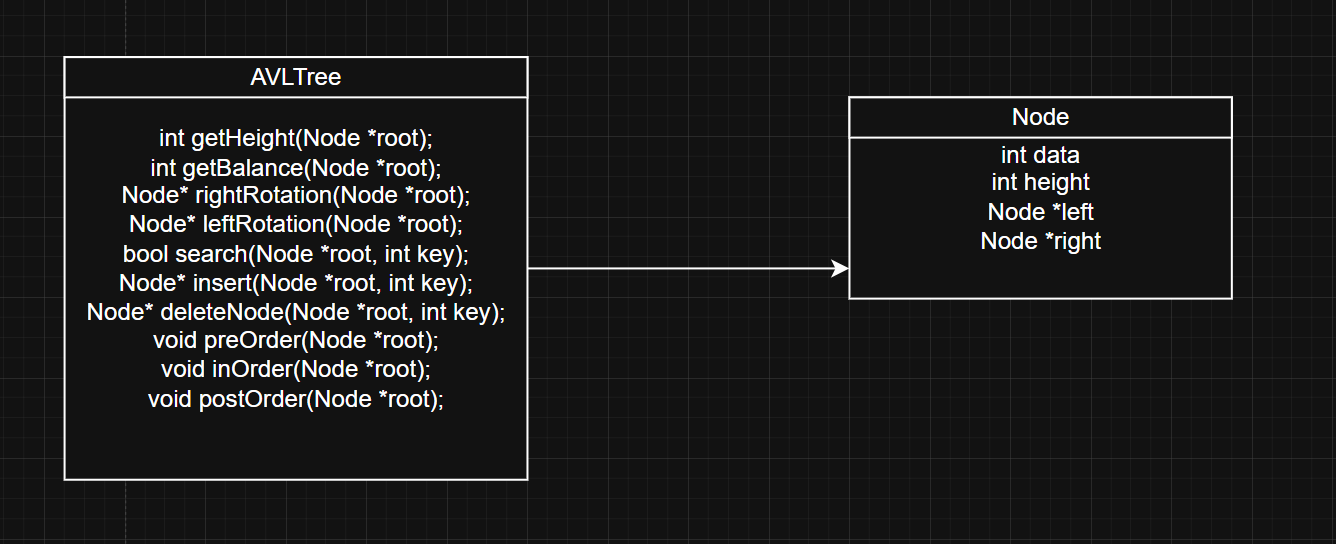 AVLTree
int getHeight(Node *root);
int getBalance(Node *root);
Node* rightRotation(Node *root);
Node* leftRotation(Node *root);
bool search(Node *root, int key);
Node* insert(Node *root, int key);
Node* deleteNode(Node *root, int key);
void preOrder(Node *root);
void inOrder(Node *root);
void postOrder(Node *root);
Node
int data
int height
Node *left
Node *right